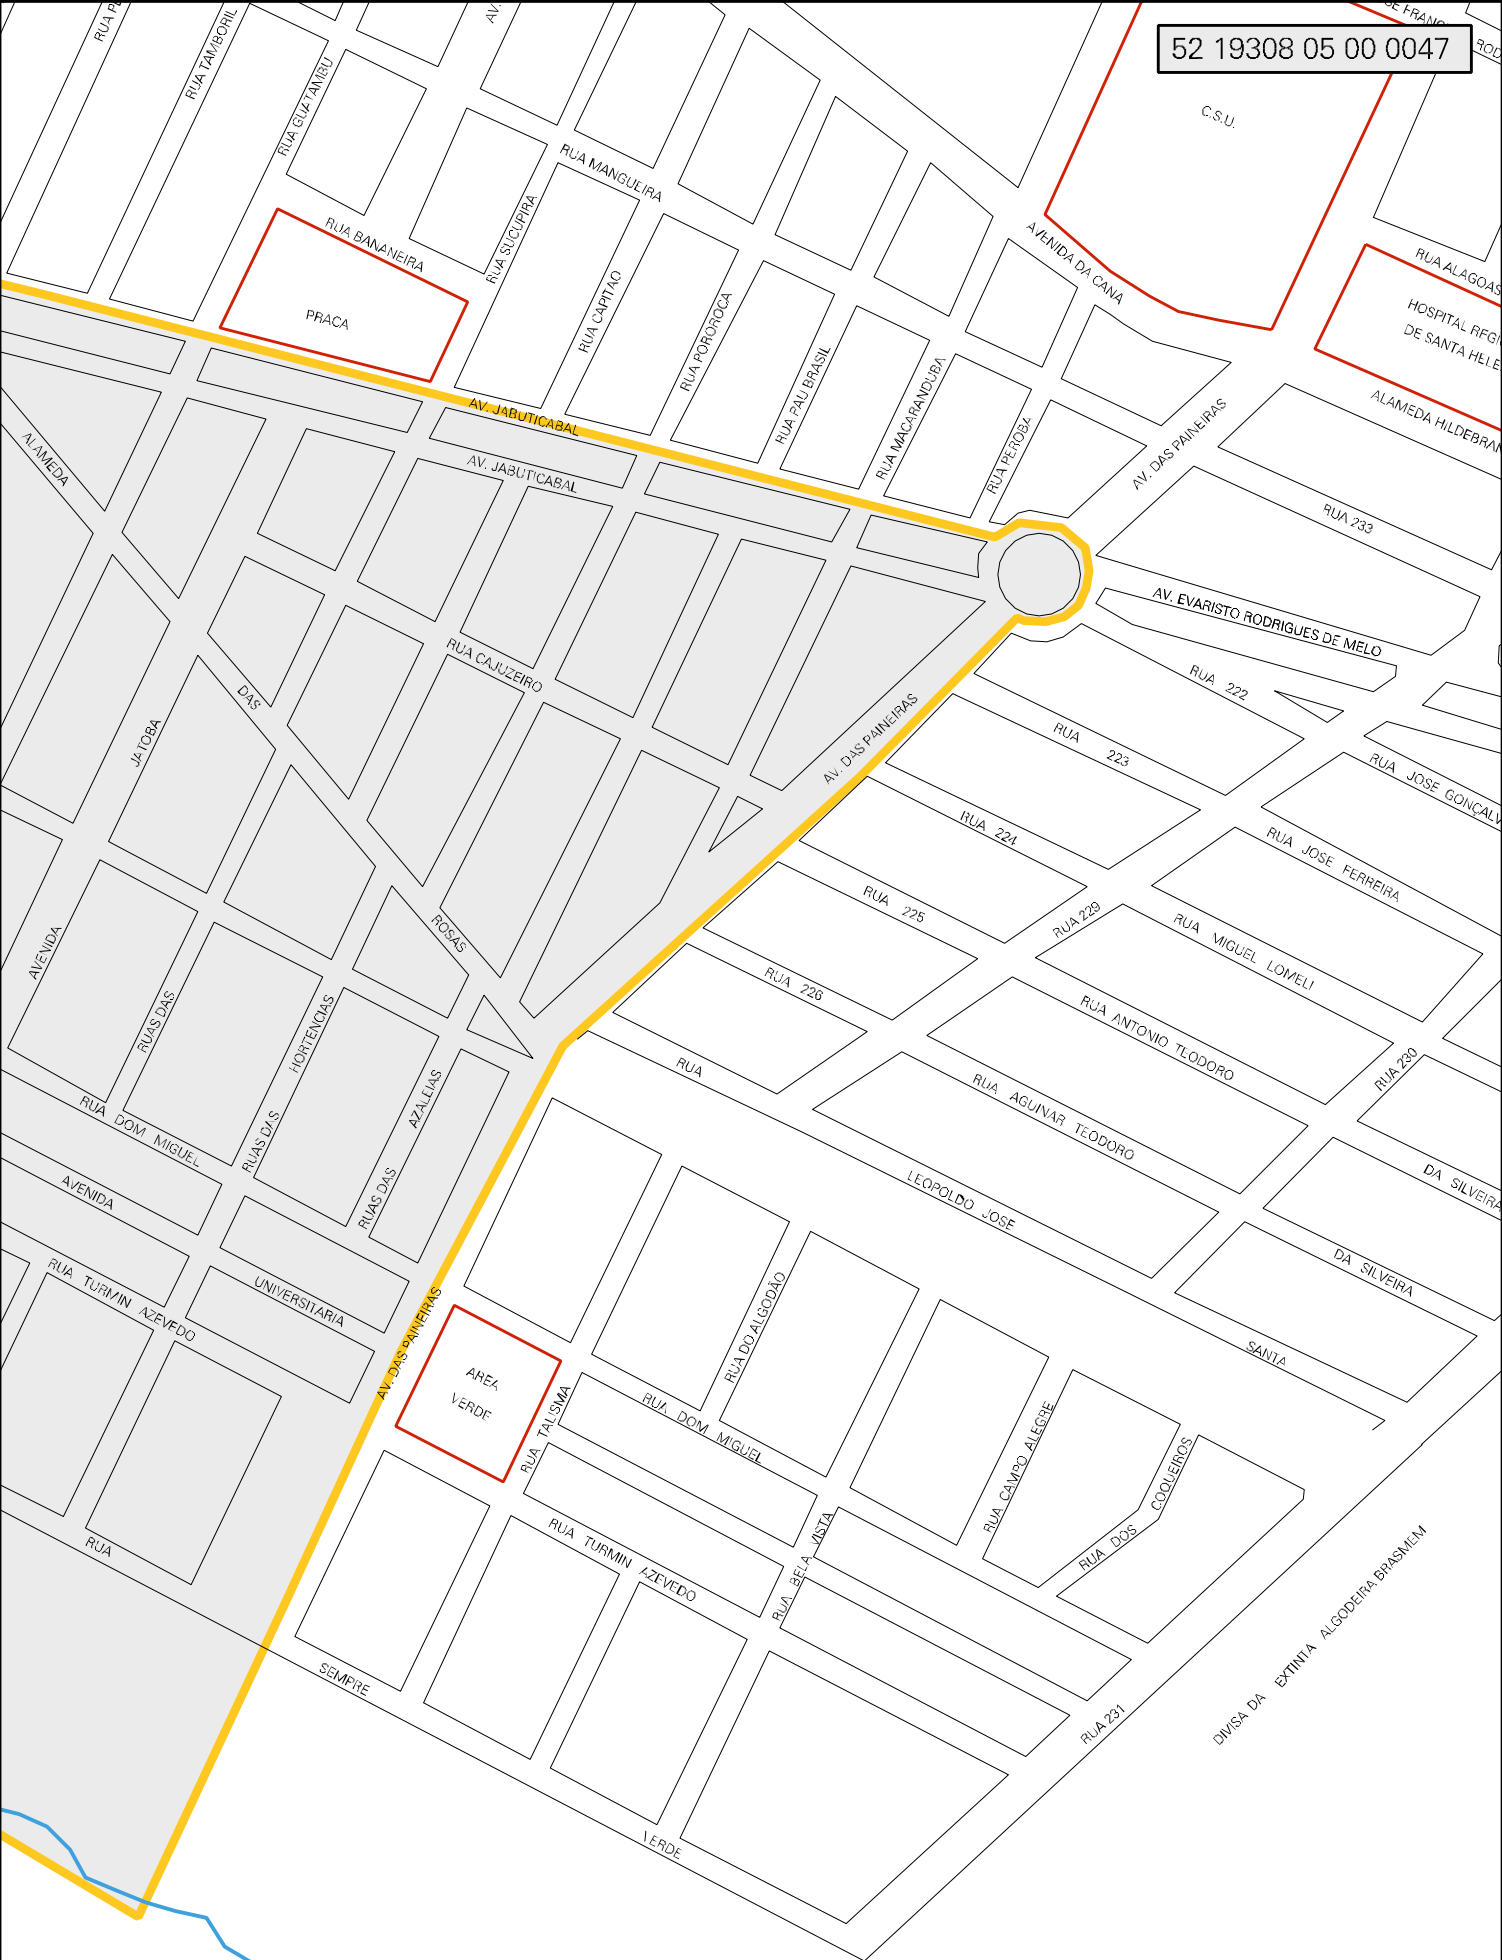 52 19308 05 00 0047
RUA TAMBORIL
RUA GUATAMBU
AV.
C.S.U.
RUA MANGUEIRA
RUA BANANEIRA
RUA SUCUPIRA
PRACA
RUA CAPITAO
RUA POROROCA
RUA PAU BRASIL
RUA MACARANDUBA
RUA PEROBA
AVENIDA DA CANA
RUA ALAGOAS
HOSPITAL REGI
DE SANTA HELE
ALAMEDA HILDEBRAN
AV. DAS PAINEIRAS
RUA 233
AV. JABUTICABAL
AV. JABUTICABAL
ALAMEDA
DAS
ROSAS
AV. EVARISTO RODRIGUES DE MELO
RUA 222
RUA 223
RUA 224
RUA 225
RUA 226
RUA CAJUZEIRO
JATOBA
AVENIDA
AV. DAS PAINEIRAS
RUA JOSE GONÇALV
RUA JOSE FERREIRA
RUA MIGUEL LOMELI
RUA 229
RUA ANTONIO TEODORO
RUA 230
RUA AGUINAR TEODORO
DA SILVEIRA
DA SILVEIRA
RUA
LEOPOLDO JOSE
SANTA
RUAS DAS
HORTENCIAS
RUAS DAS
AZALEIAS
RUAS DAS
RUA DOM MIGUEL
AVENIDA
UNIVERSITARIA
RUA TURMIN AZEVEDO
RUA
SEMPRE
VERDE
AV. DAS PAINEIRAS
AREA
VERDE
RUA TALISMA
RUA DO ALGODÃO
RUA DOM MIGUEL
RUA TURMIN AZEVEDO
RUA BELA VISTA
RUA CAMPO ALEGRE
RUA DOS
COQUEIROS
RUA 231
DIVISA DA EXTINTA ALGODEIRA BRASMEM